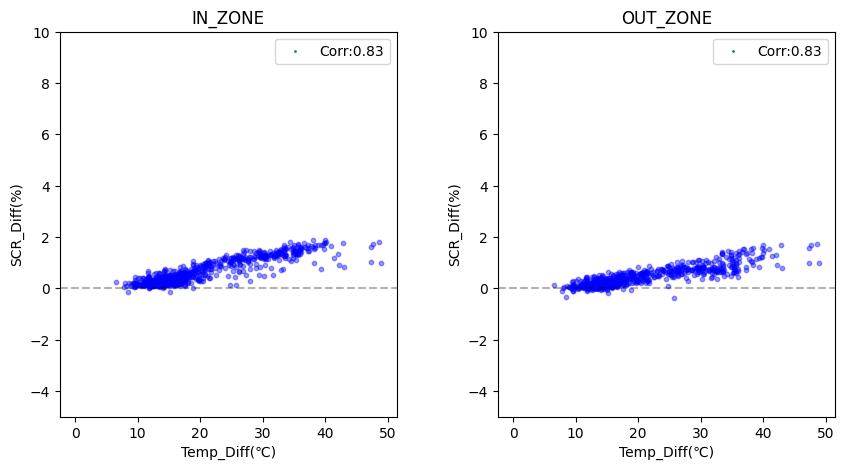 IN_ZONE
10
8
6
4
2
0
−2
−4
SCR_Diff(%)
Corr:0.83
0 10 20 30 40 50
Temp_Diff(℃)
OUT_ZONE
10
8
6
4
2
0
−2
−4
SCR_Diff(%)
Corr:0.83
0 10 20 30 40 50
Temp_Diff(℃)